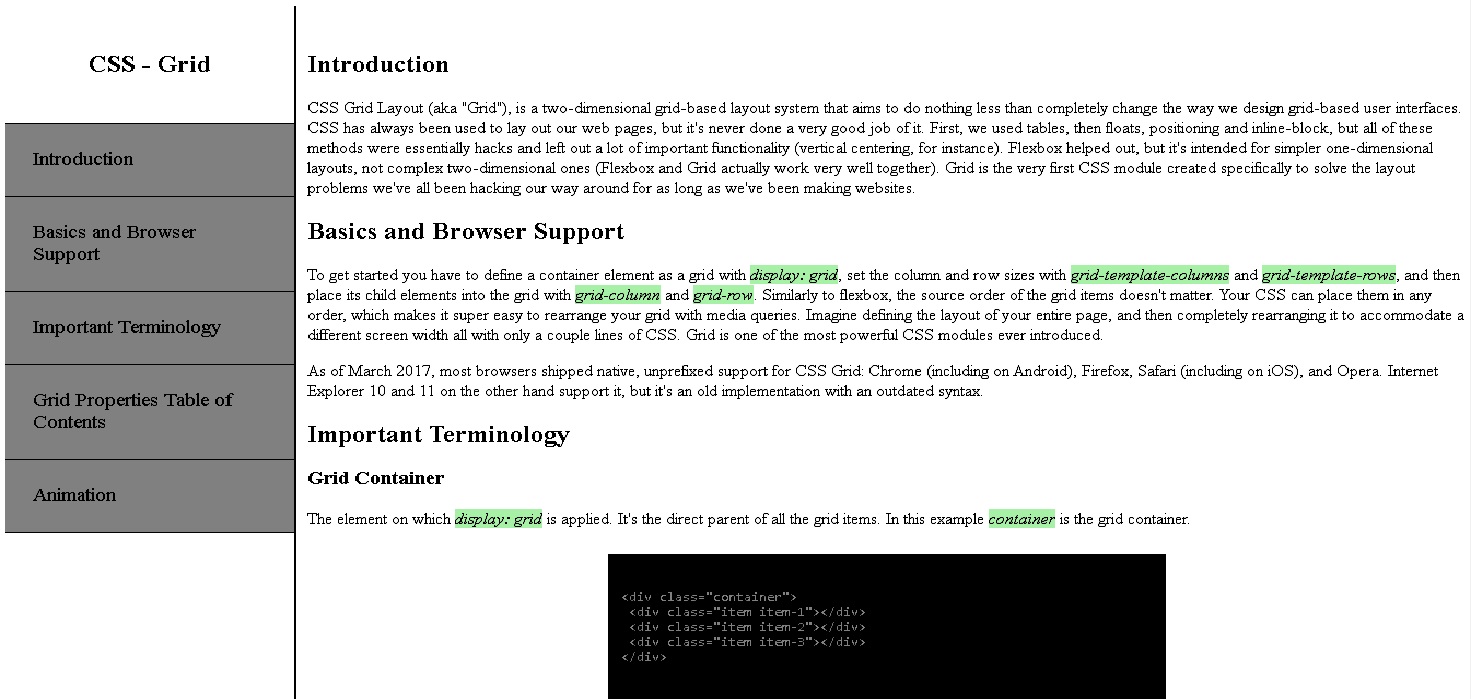 CSS - Grid
Introduction
Basics and Browser
Support
Important Terminology
Grid Properties Table of
Contents
Animation
Introduction
CSS Grid Layout (aka "Grid"), is a two-dimensional grid-based layout system that aims to do nothing less than completely change the way we design grid-based user interfaces.
CSS has always been used to lay out our web pages, but it's never done a very good job of it. First, we used tables, then floats, positioning and inline-block, but all of these
methods were essentially hacks and left out a lot of important functionality (vertical centering, for instance). Flexbox helped out, but it's intended for simpler one-dimensional
layouts, not complex two-dimensional ones (Flexbox and Grid actually work very well together). Grid is the very first CSS module created specifically to solve the layout
problems we've all been hacking our way around for as long as we've been making websites.
Basics and Browser Support
To get started you have to define a container element as a grid with display: grid, set the column and row sizes with grid-template-columns and grid-template-rows, and then
place its child elements into the grid with grid-column and grid-row. Similarly to flexbox, the source order of the grid items doesn't matter. Your CSS can place them in any
order, which makes it super easy to rearrange your grid with media queries. Imagine defining the layout of your entire page, and then completely rearranging it to accommodate a
different screen width all with only a couple lines of CSS. Grid is one of the most powerful CSS modules ever introduced.
As of March 2017, most browsers shipped native, unprefixed support for CSS Grid: Chrome (including on Android), Firefox, Safari (including on iOS), and Opera. Internet
Explorer 10 and 11 on the other hand support it, but it's an old implementation with an outdated syntax.
Important Terminology
Grid Container
The element on which display: grid is applied. It's the direct parent of all the grid items. In this example container is the grid container.
<div class="container">
<div class="item item-1"></div>
<div class="item item-2"></div>
<div class="item item-3"></div>
</div>